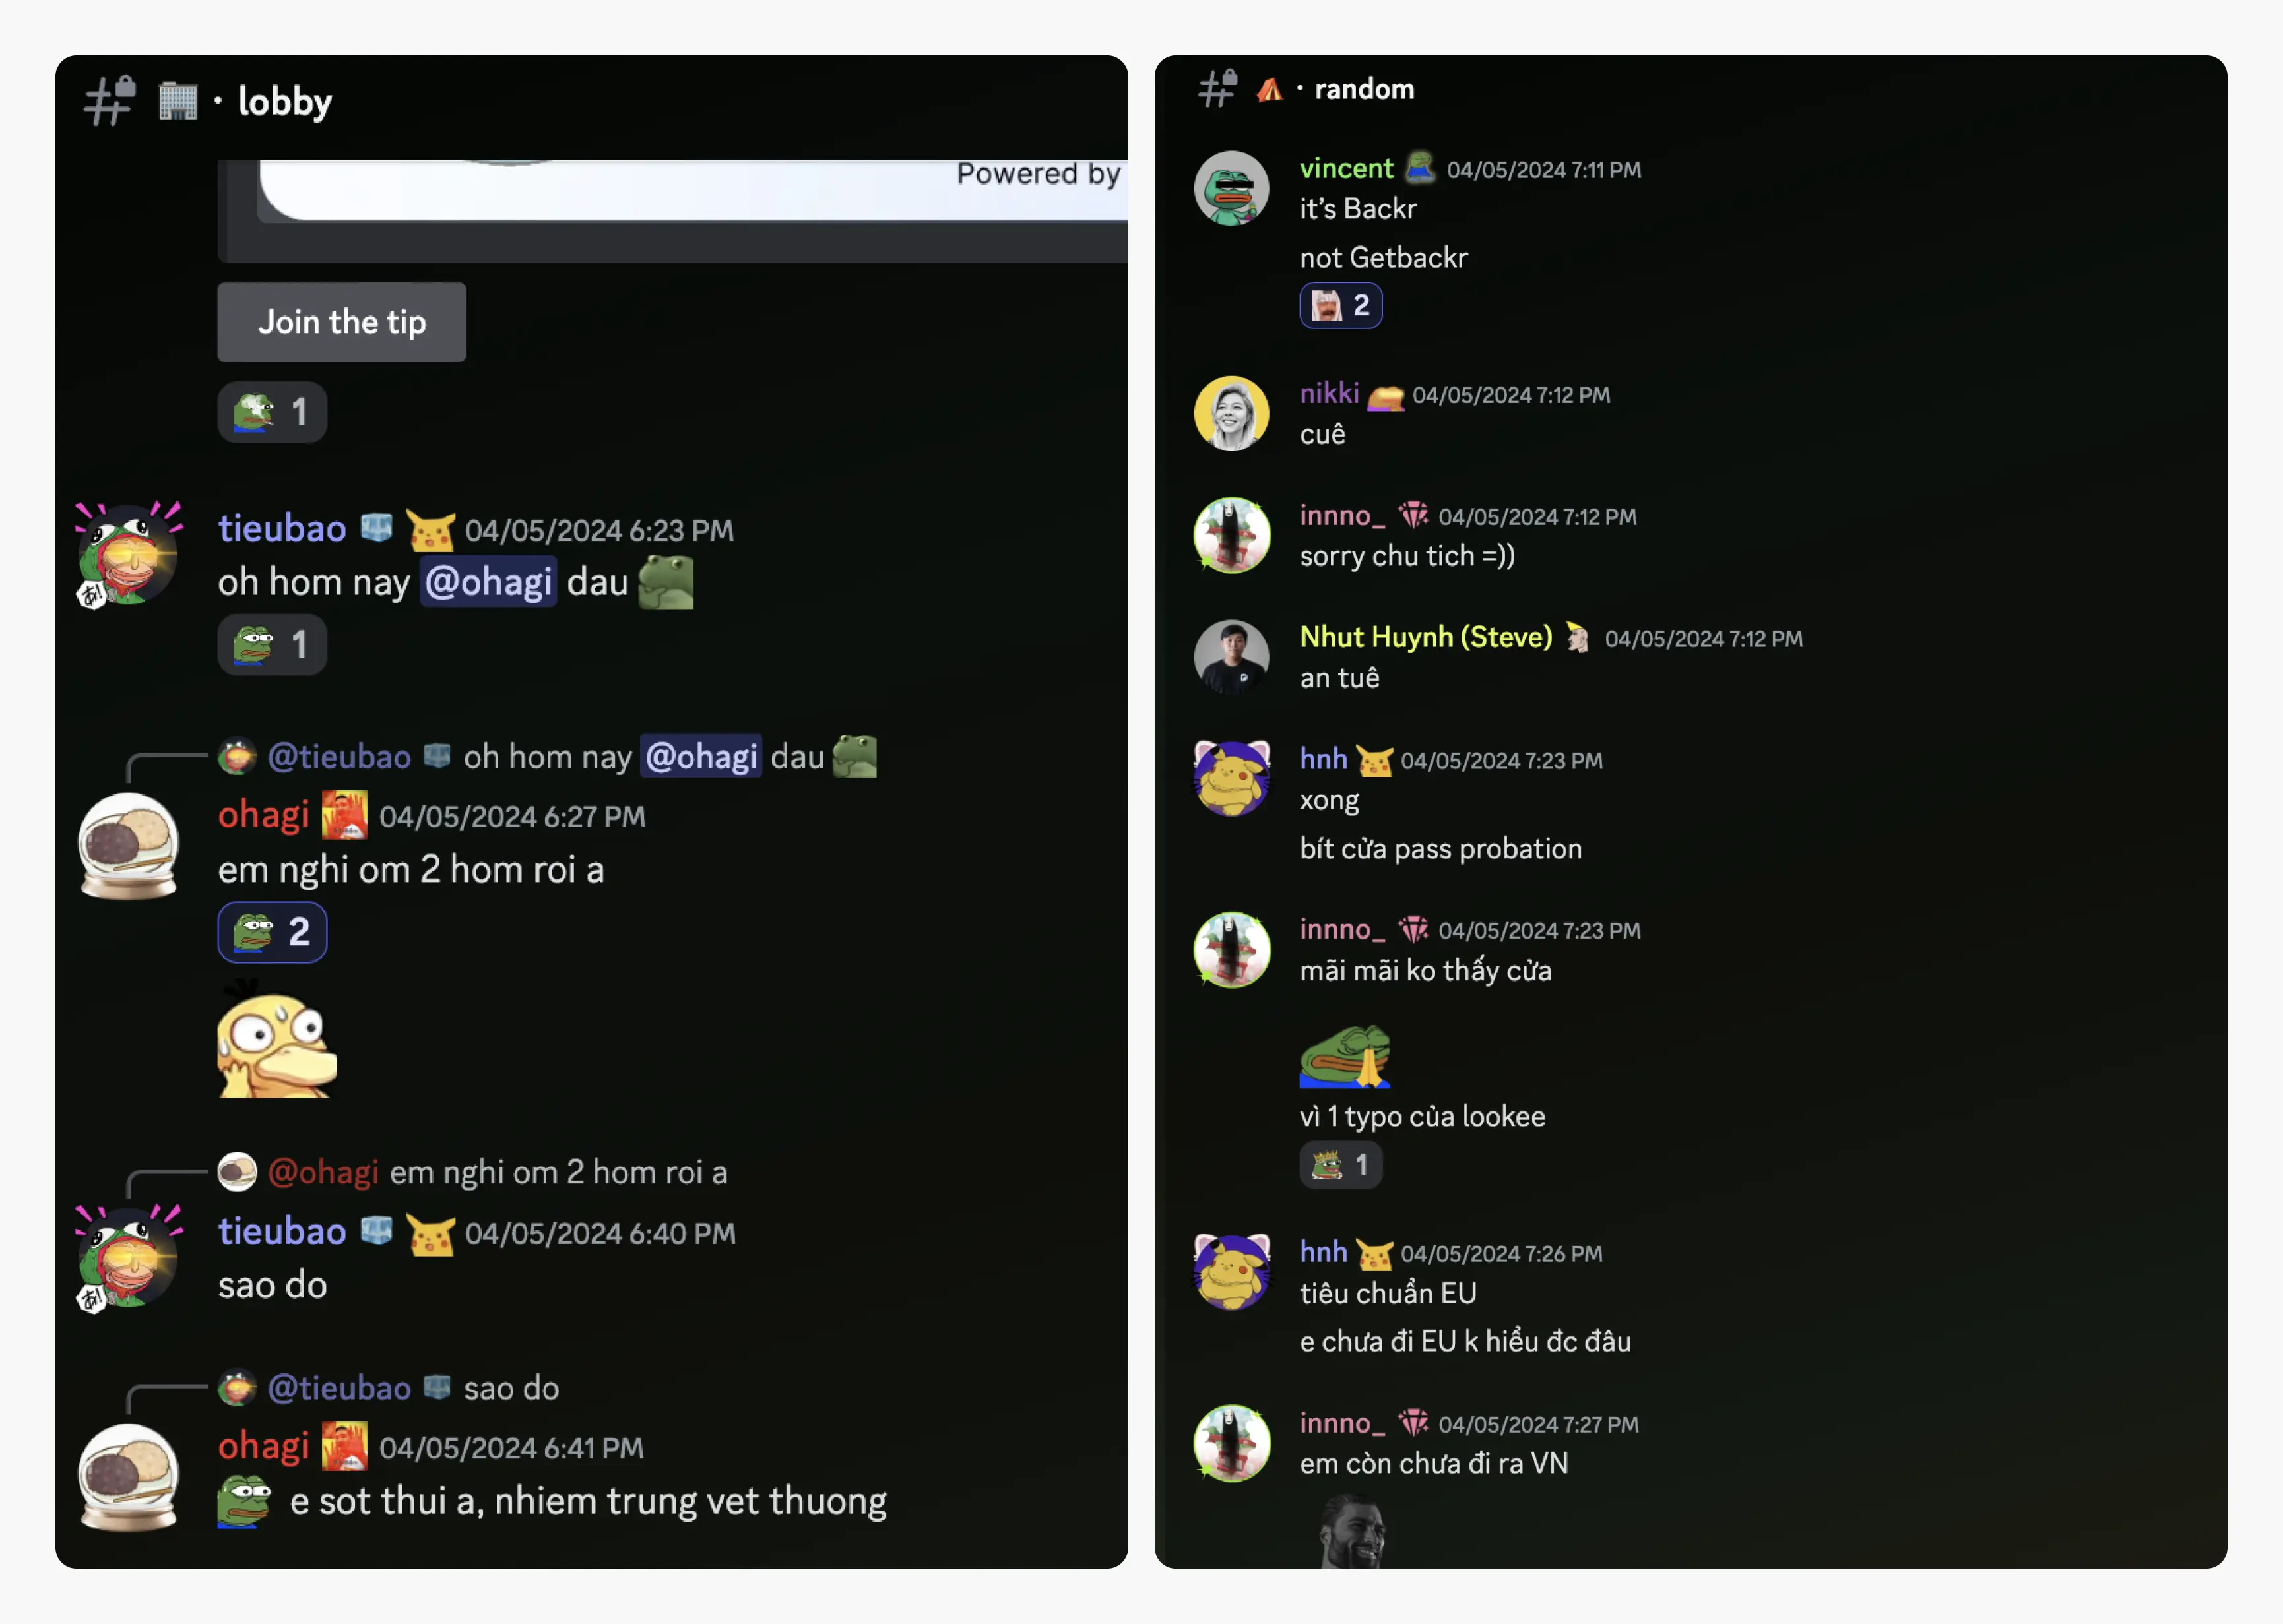 · lobby
Powered by
Join the tip
1
tieubao 04/05/2024 6:23 PM
oh hom nay @ohagi dau
1
@tieubao oh hom nay @ohagi dau
ohagi 04/05/2024 6:27 PM
em nghi om 2 hom roi a
2
@ohagi em nghi om 2 hom roi a
tieubao 04/05/2024 6:40 PM
sao do
@tieubao sao do
ohagi 04/05/2024 6:41 PM
e sot thui a, nhiem trung vet thuong
· random
vincent 04/05/2024 7:11 PM
it's Backr
not Getbackr
2
nikki 04/05/2024 7:12 PM
cuê
innno_ 04/05/2024 7:12 PM
sorry chu tich =))
Nhut Huynh (Steve) 04/05/2024 7:12 PM
an tuê
hnh 04/05/2024 7:23 PM
xong
bít cửa pass probation
innno_ 04/05/2024 7:23 PM
mãi mãi ko thấy cửa
vì 1 typo của lookee
1
hnh 04/05/2024 7:26 PM
tiêu chuẩn EU
e chưa đi EU k hiểu đc đâu
innno_ 04/05/2024 7:27 PM
em còn chưa đi ra VN